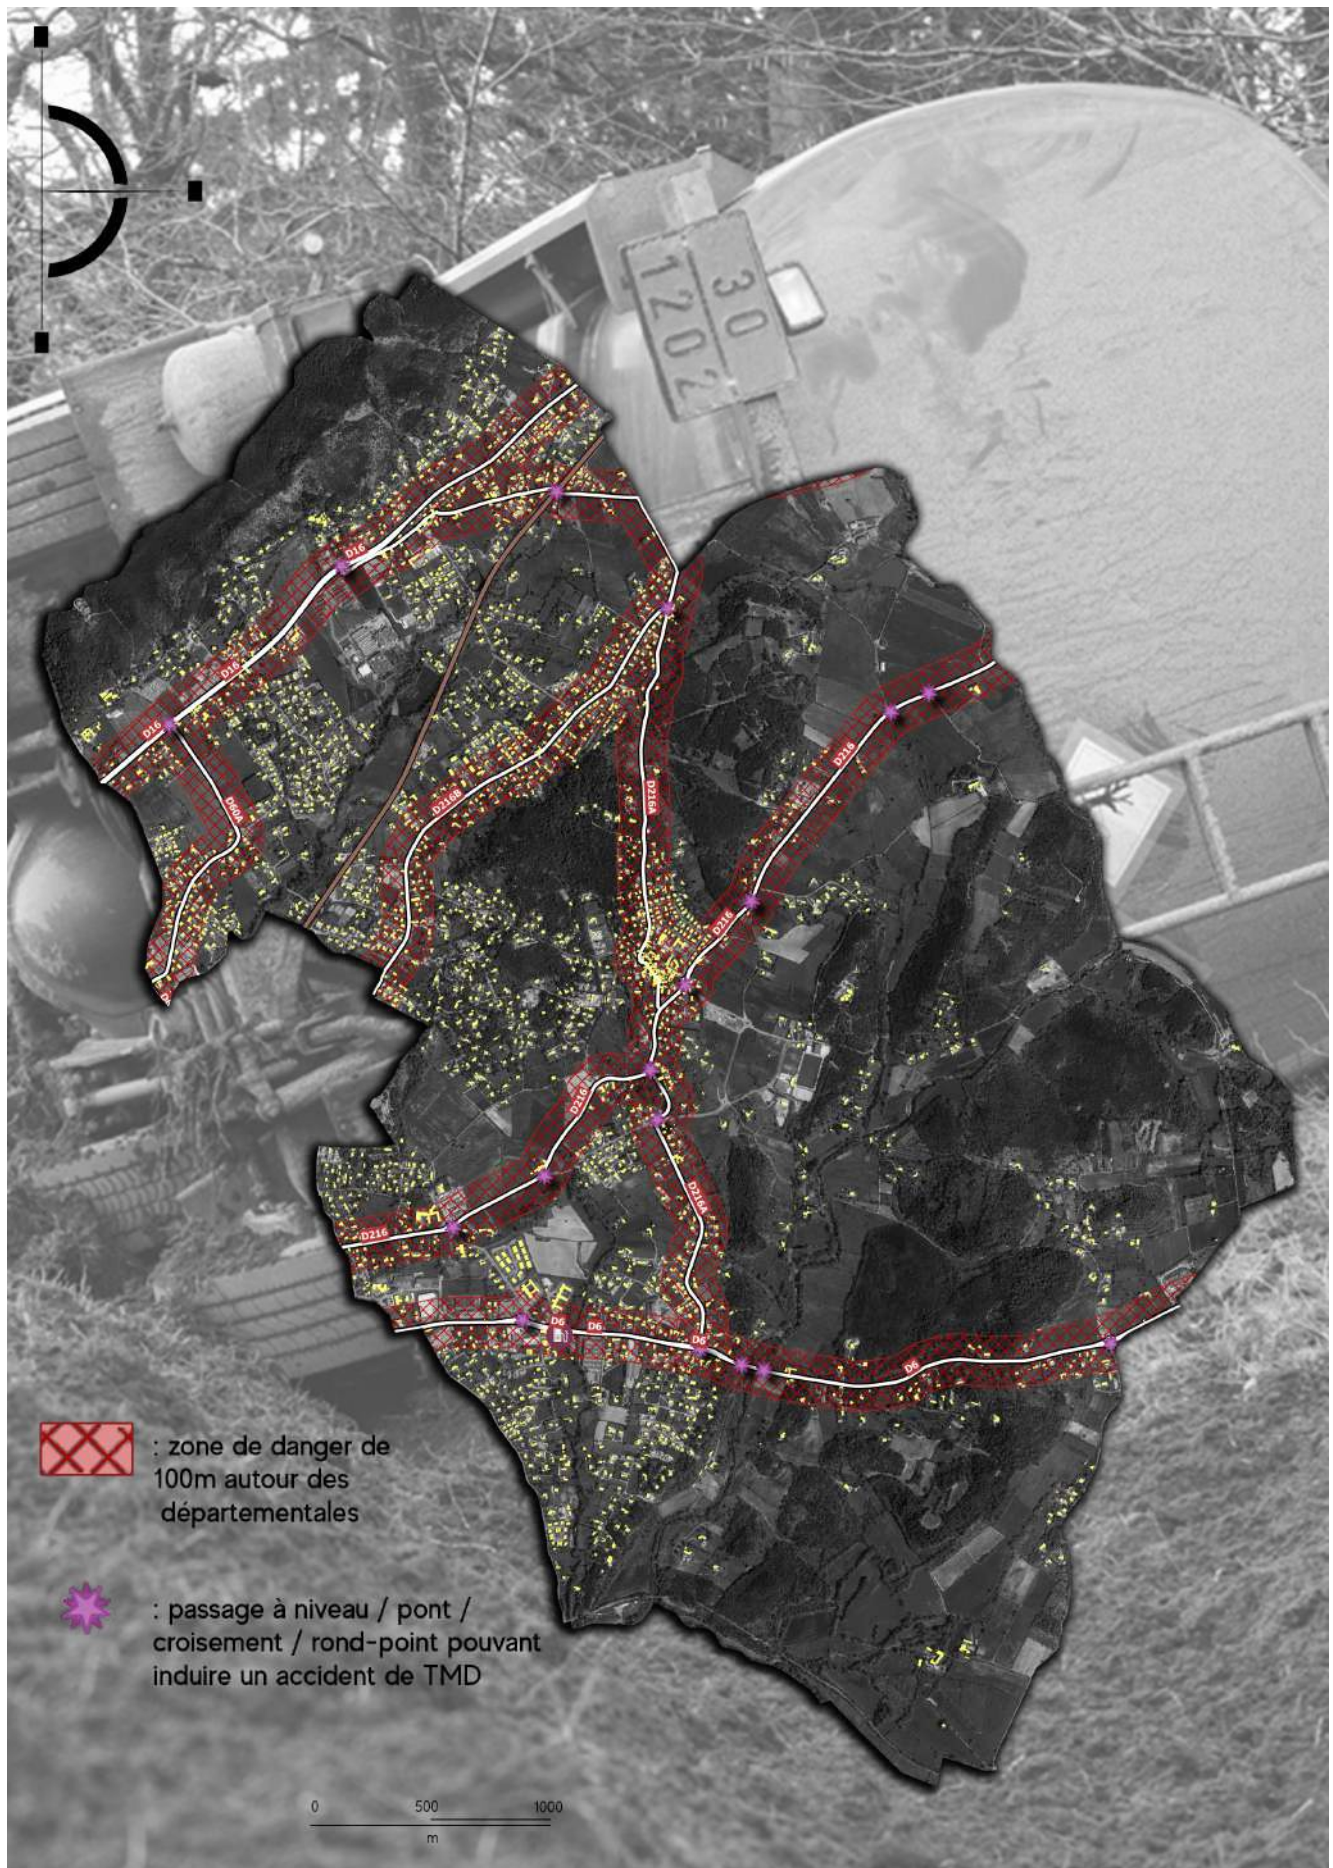 30
1202
D16
D16
D16
D60A
D216B
D216A
D216
D216
D216
D216A
D216
D6
D6
D6
D6
: zone de danger de
100m autour des
départementales
: passage à niveau / pont /
croisement / rond-point pouvant
induire un accident de TMD
0 500 1000
m